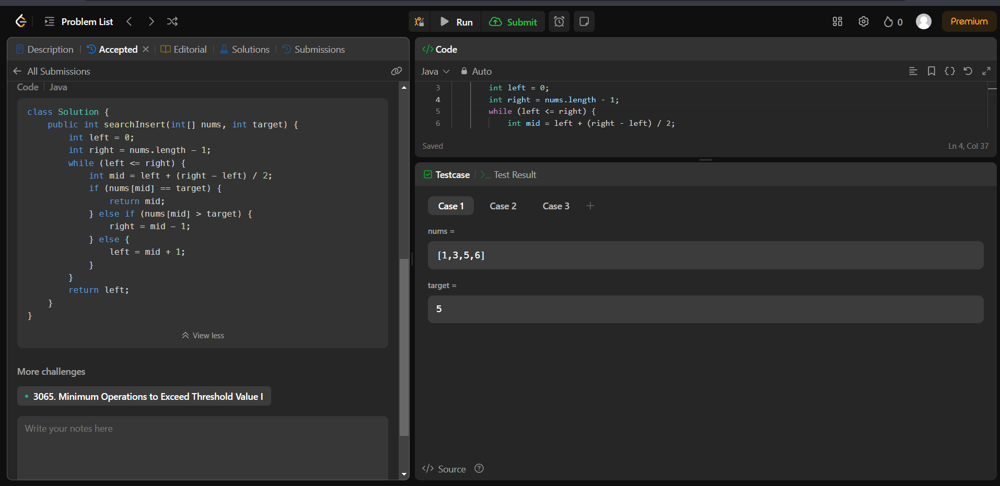 Problem List
Run
Submit
0
Premium
Description
Accepted
Editorial
Solutions
Submissions
All Submissions
Code
Java
class Solution {
    public int searchInsert(int[] nums, int target) {
        int left = 0;
        int right = nums.length - 1;
        while (left <= right) {
            int mid = left + (right - left) / 2;
            if (nums[mid] == target) {
                return mid;
            } else if (nums[mid] > target) {
                right = mid - 1;
            } else {
                left = mid + 1;
            }
        }
        return left;
    }
}
View less
More challenges
3065. Minimum Operations to Exceed Threshold Value I
Write your notes here
Code
Java
Auto
3 int left = 0;
4 int right = nums.length - 1;
5 while (left <= right) {
6 int mid = left + (right - left) / 2;
Saved
Ln 4, Col 37
Testcase
Test Result
Case 1
Case 2
Case 3
nums =
[1,3,5,6]
target =
5
Source